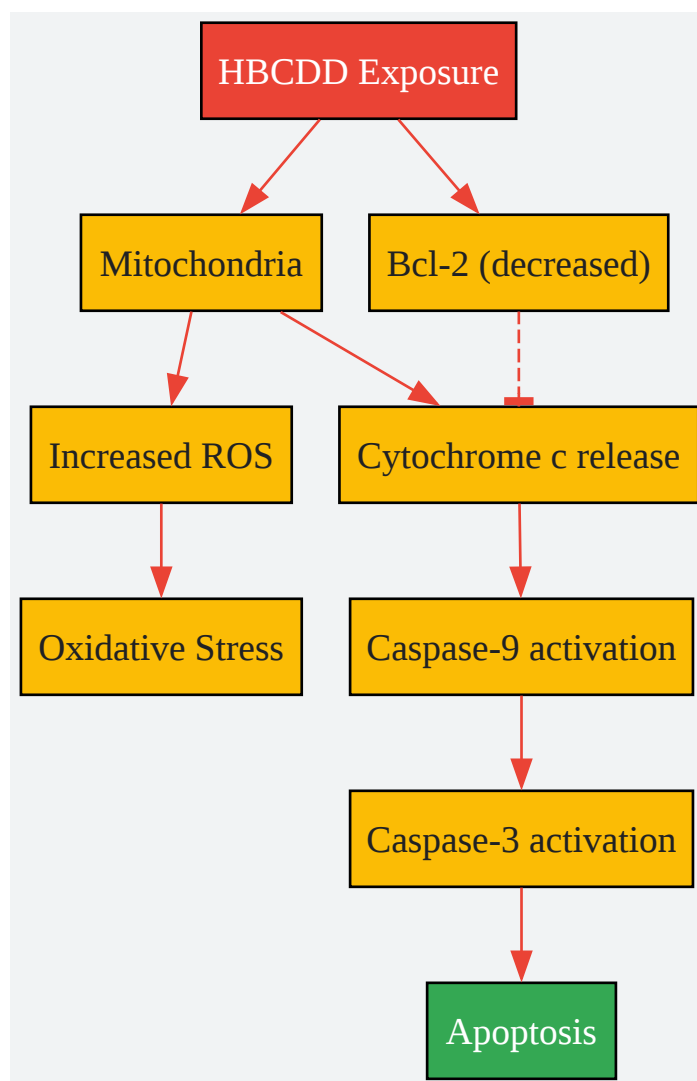 HBCDD Exposure
Mitochondria
Bcl-2 (decreased)
Increased ROS
Cytochrome c release
Oxidative Stress
Caspase-9 activation
Caspase-3 activation
Apoptosis